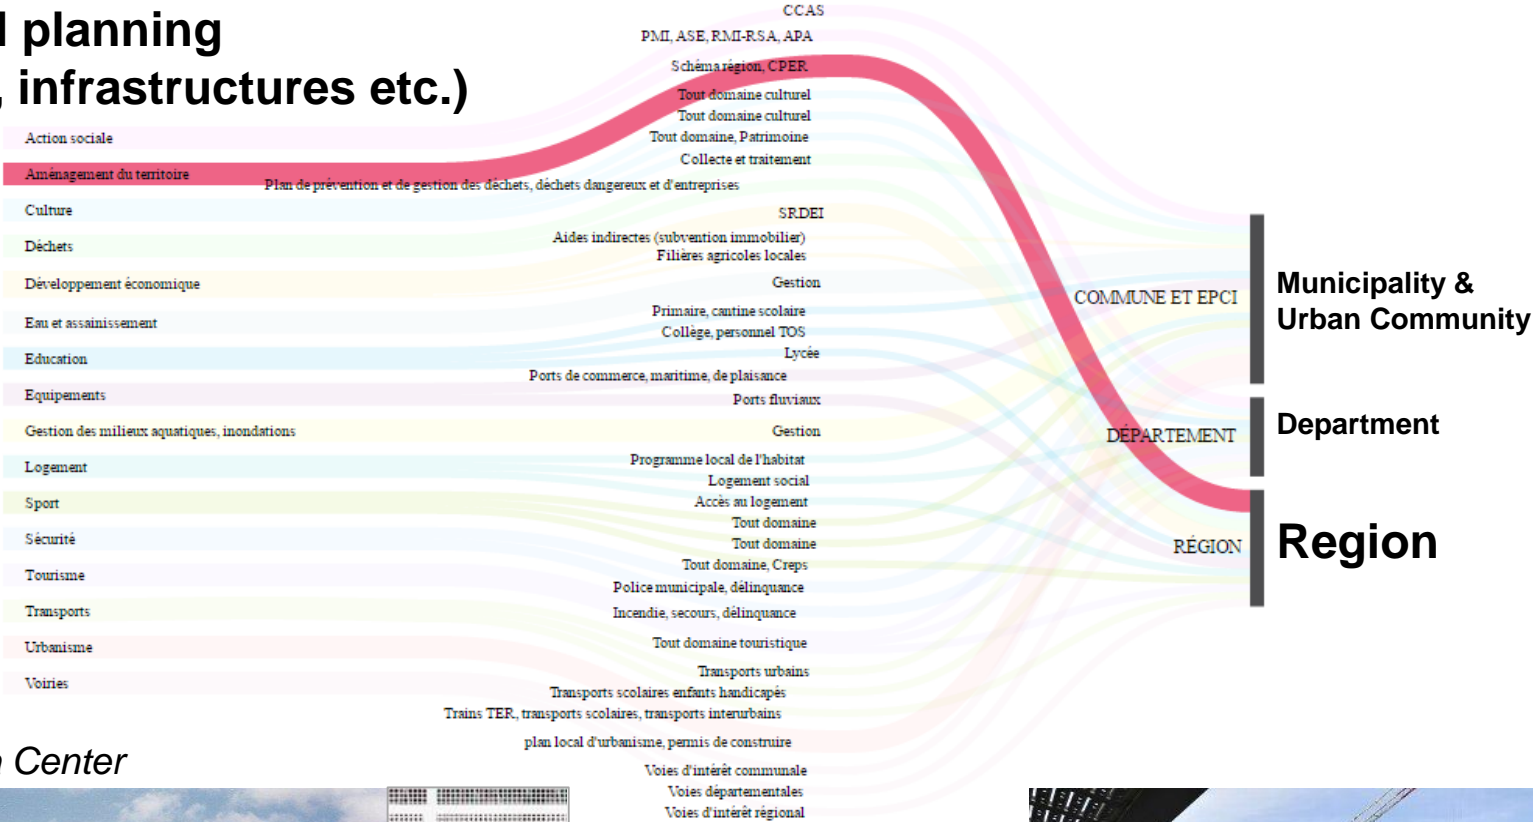 l planning
, infrastructures etc.)
Action sociale
Aménagement du territoire
Culture
Déchets
Développement économique
Eau et assainissement
Education
Equipements
Gestion des milieux aquatiques, inondations
Logement
Sport
Sécurité
Tourisme
Transports
Urbanisme
Voiries
CCAS
PMI, ASE, RMI-RSA, APA
Schéma région, CPER
Tout domaine culturel
Tout domaine culturel
Tout domaine, Patrimoine
Collecte et traitement
Plan de prévention et de gestion des déchets, déchets dangereux et d'entreprises
SRDEI
Aides indirectes (subvention immobilier)
Filières agricoles locales
Gestion
Primaire, cantine scolaire
Collège, personnel TOS
Lycée
Ports de commerce, maritime, de plaisance
Ports fluviaux
Gestion
Programme local de l'habitat
Logement social
Accès au logement
Tout domaine
Tout domaine
Tout domaine, Creps
Police municipale, délinquance
Incendie, secours, délinquance
Tout domaine touristique
Transports urbains
Transports scolaires enfants handicapés
Trains TER, transports scolaires, transports interurbains
plan local d'urbanisme, permis de construire
Voies d'intérêt communale
Voies départementales
Voies d'intérêt régional
COMMUNE ET EPCI
DÉPARTEMENT
RÉGION
Municipality &
Urban Community
Department
Region
Center